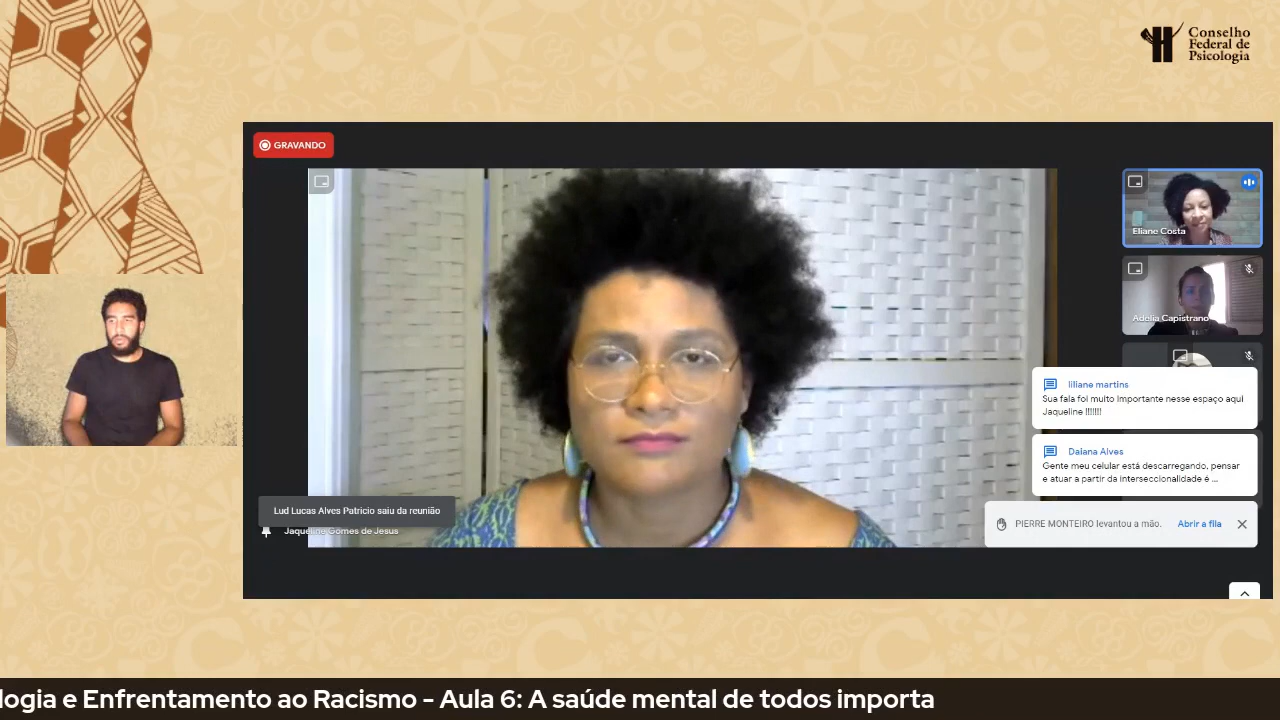 Conselho
Federal de
Psicologia
GRAVANDO
Eliane Costa
Adélia Capistrano
liliane martins
Sua fala foi muito importante nesse espaço aqui
Jaqueline !!!!!!!
Daiana Alves
Gente meu celular está descarregando, pensar
e atuar a partir da interseccionalidade é ...
Lud Lucas Alves Patricio saiu da reunião
PIERRE MONTEIRO levantou a mão.
Abrir a fila
Jaqueline Gomes de Jesus
logia e Enfrentamento ao Racismo - Aula 6: A saúde mental de todos importa